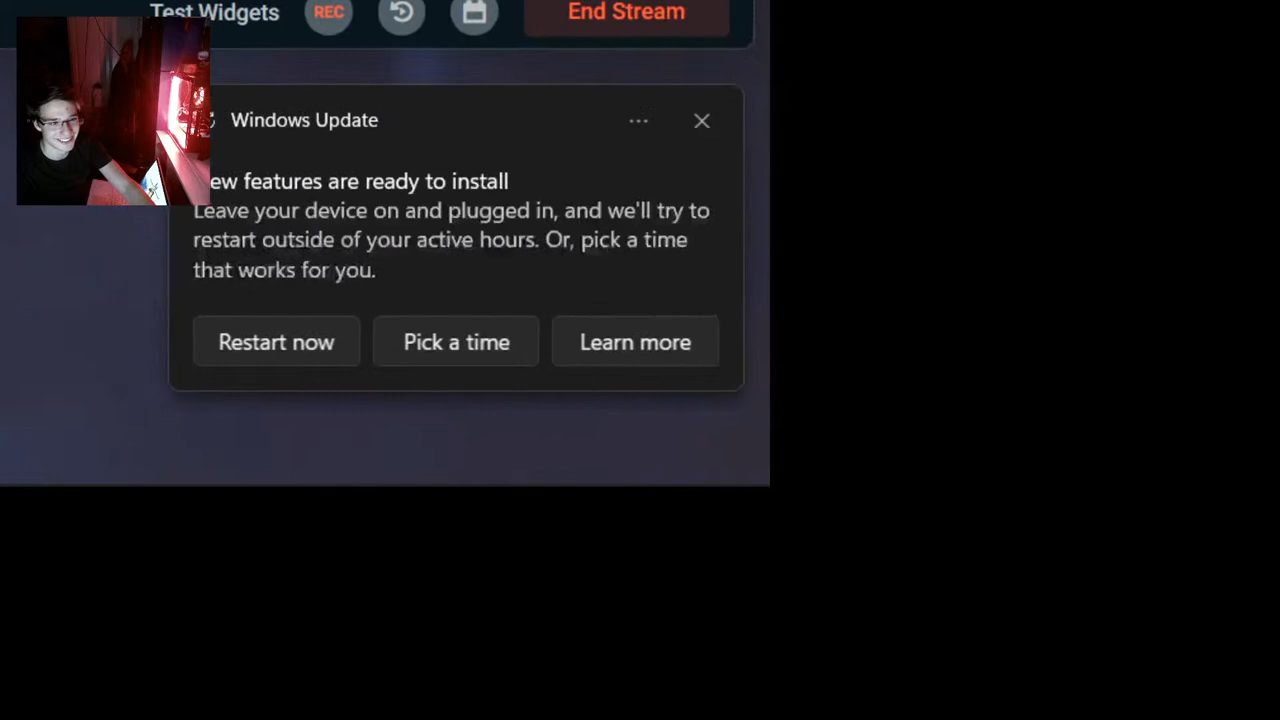 Test Widgets REC End Stream
Windows Update
ew features are ready to install
Leave your device on and plugged in, and we'll try to
restart outside of your active hours. Or, pick a time
that works for you.
Restart now Pick a time Learn more